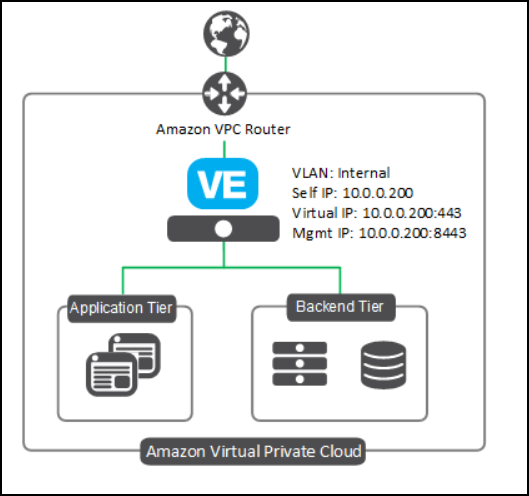 Amazon VPC Router
VE
VLAN: Internal
Self IP: 10.0.0.200
Virtual IP: 10.0.0.200:443
Mgmt IP: 10.0.0.200:8443
Application Tier
Backend Tier
Amazon Virtual Private Cloud